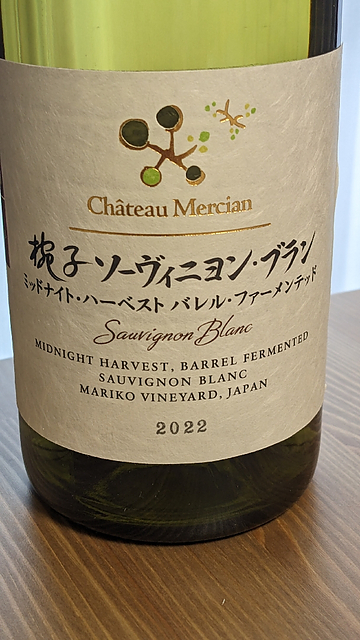 Château Mercian
椀子 ソーヴィニヨン・ブラン
ミッドナイト・ハーベスト バレル・ファーメンテッド
Sauvignon Blanc
MIDNIGHT HARVEST, BARREL FERMENTED
SAUVIGNON BLANC
MARIKO VINEYARD, JAPAN
2022